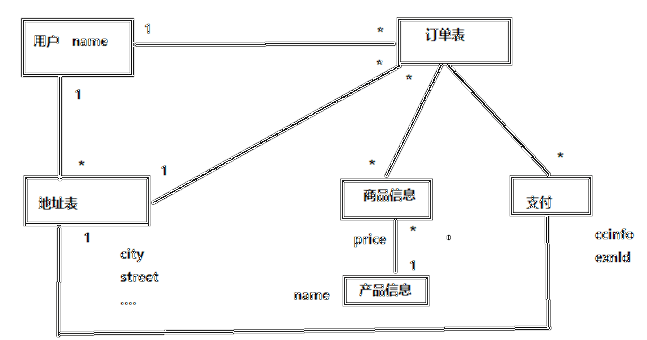 用户 name
1
*
订单表
*
*
1
*
1
*
*
地址表
商品信息
支付
1
city
street
....
price
*
1
name
产品信息
ccinfo